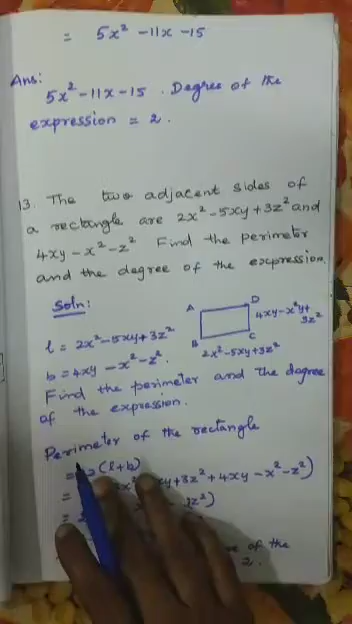 = 5x² -11x -15
Ans:
5x² -11x -15 . Degree of the
expression = 2 .
13. The two adjacent sides of
a rectangle are 2x² -5xy +3z² and
4xy - x² - z² Find the perimeter
and the degree of the expression.
Soln:
A D
4xy - x²y+
3z²
B C
2x² -5xy +3z²
l = 2x² -5xy +3z²
b = 4xy - x² - z².
Find the perimeter and the degree
of the expression.
Perimeter of the rectangle
(l+b)
xy +3z² +4xy - x² - z²)
=
of the
2 .